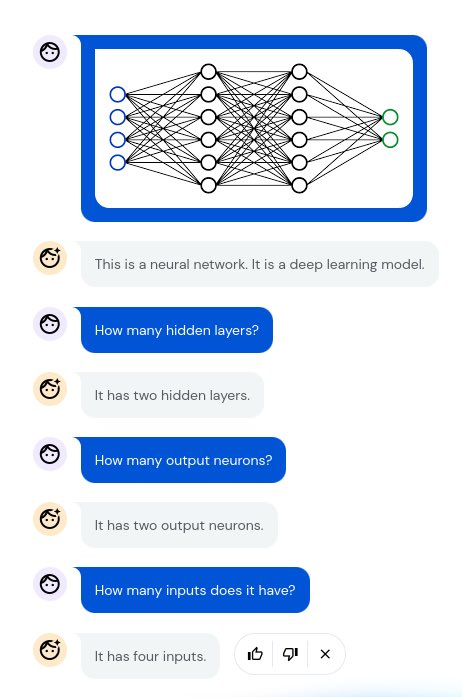 This is a neural network. It is a deep learning model.
How many hidden layers?
It has two hidden layers.
How many output neurons?
It has two output neurons.
How many inputs does it have?
It has four inputs.